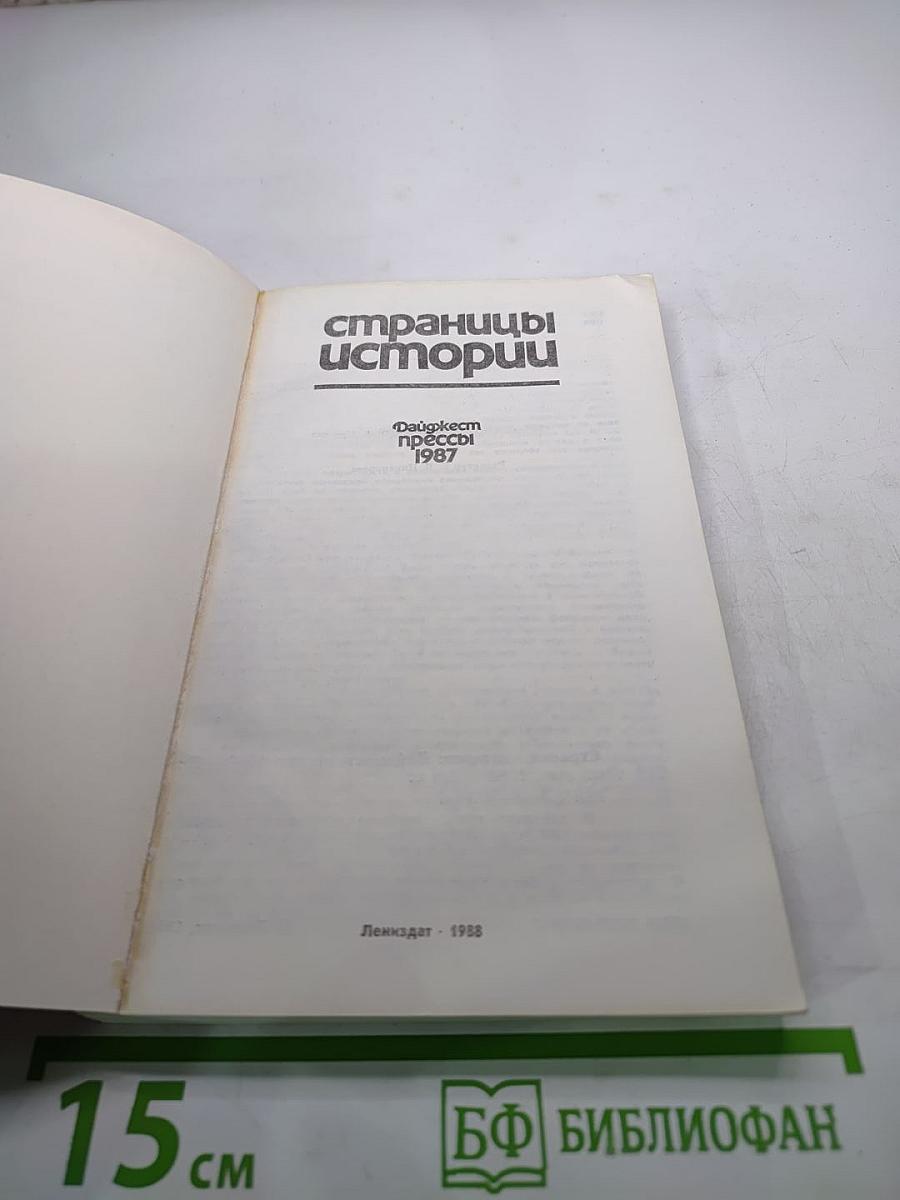 страницы
истории
Дайджест
прессы
1987
Лениздат · 1988
15 см
БФ БИБЛИОФАН